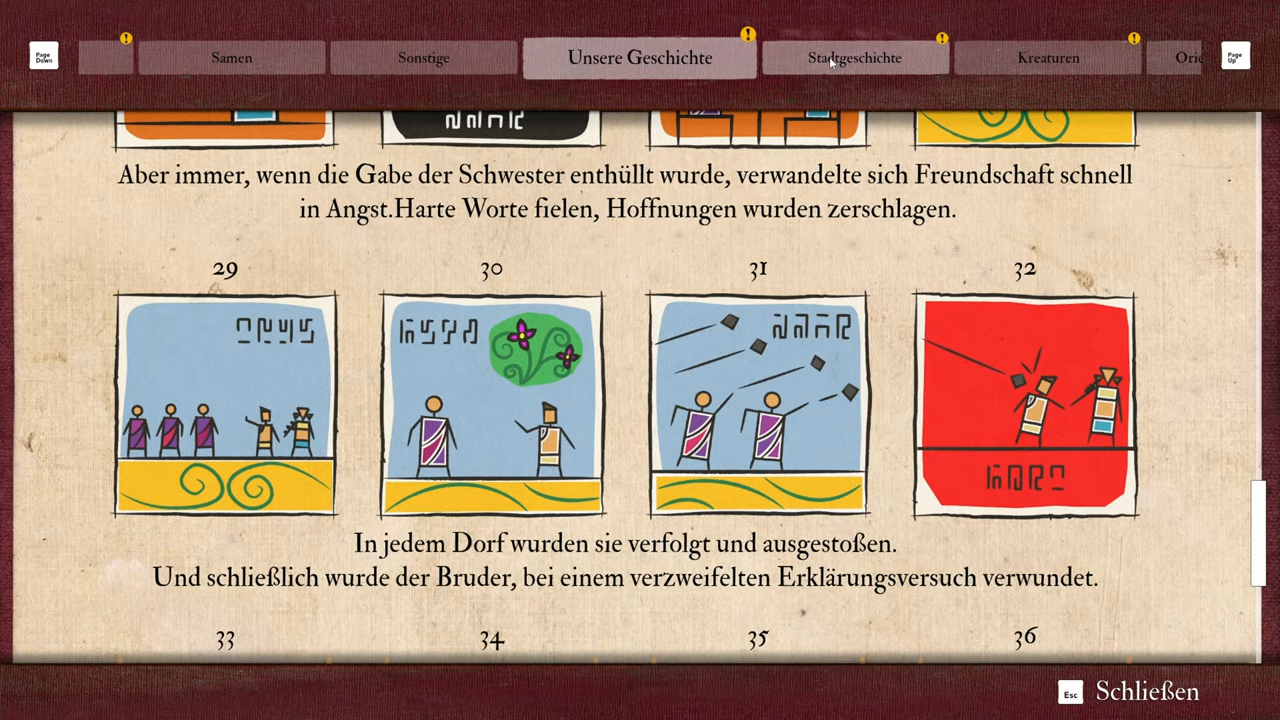 Page Down
Samen
Sonstige
Unsere Geschichte
Stadtgeschichte
Kreaturen
Orie
Page Up
Aber immer, wenn die Gabe der Schwester enthüllt wurde, verwandelte sich Freundschaft schnell
in Angst.Harte Worte fielen, Hoffnungen wurden zerschlagen.
29
30
31
32
In jedem Dorf wurden sie verfolgt und ausgestoßen.
Und schließlich wurde der Bruder, bei einem verzweifelten Erklärungsversuch verwundet.
33
34
35
36
Esc Schließen